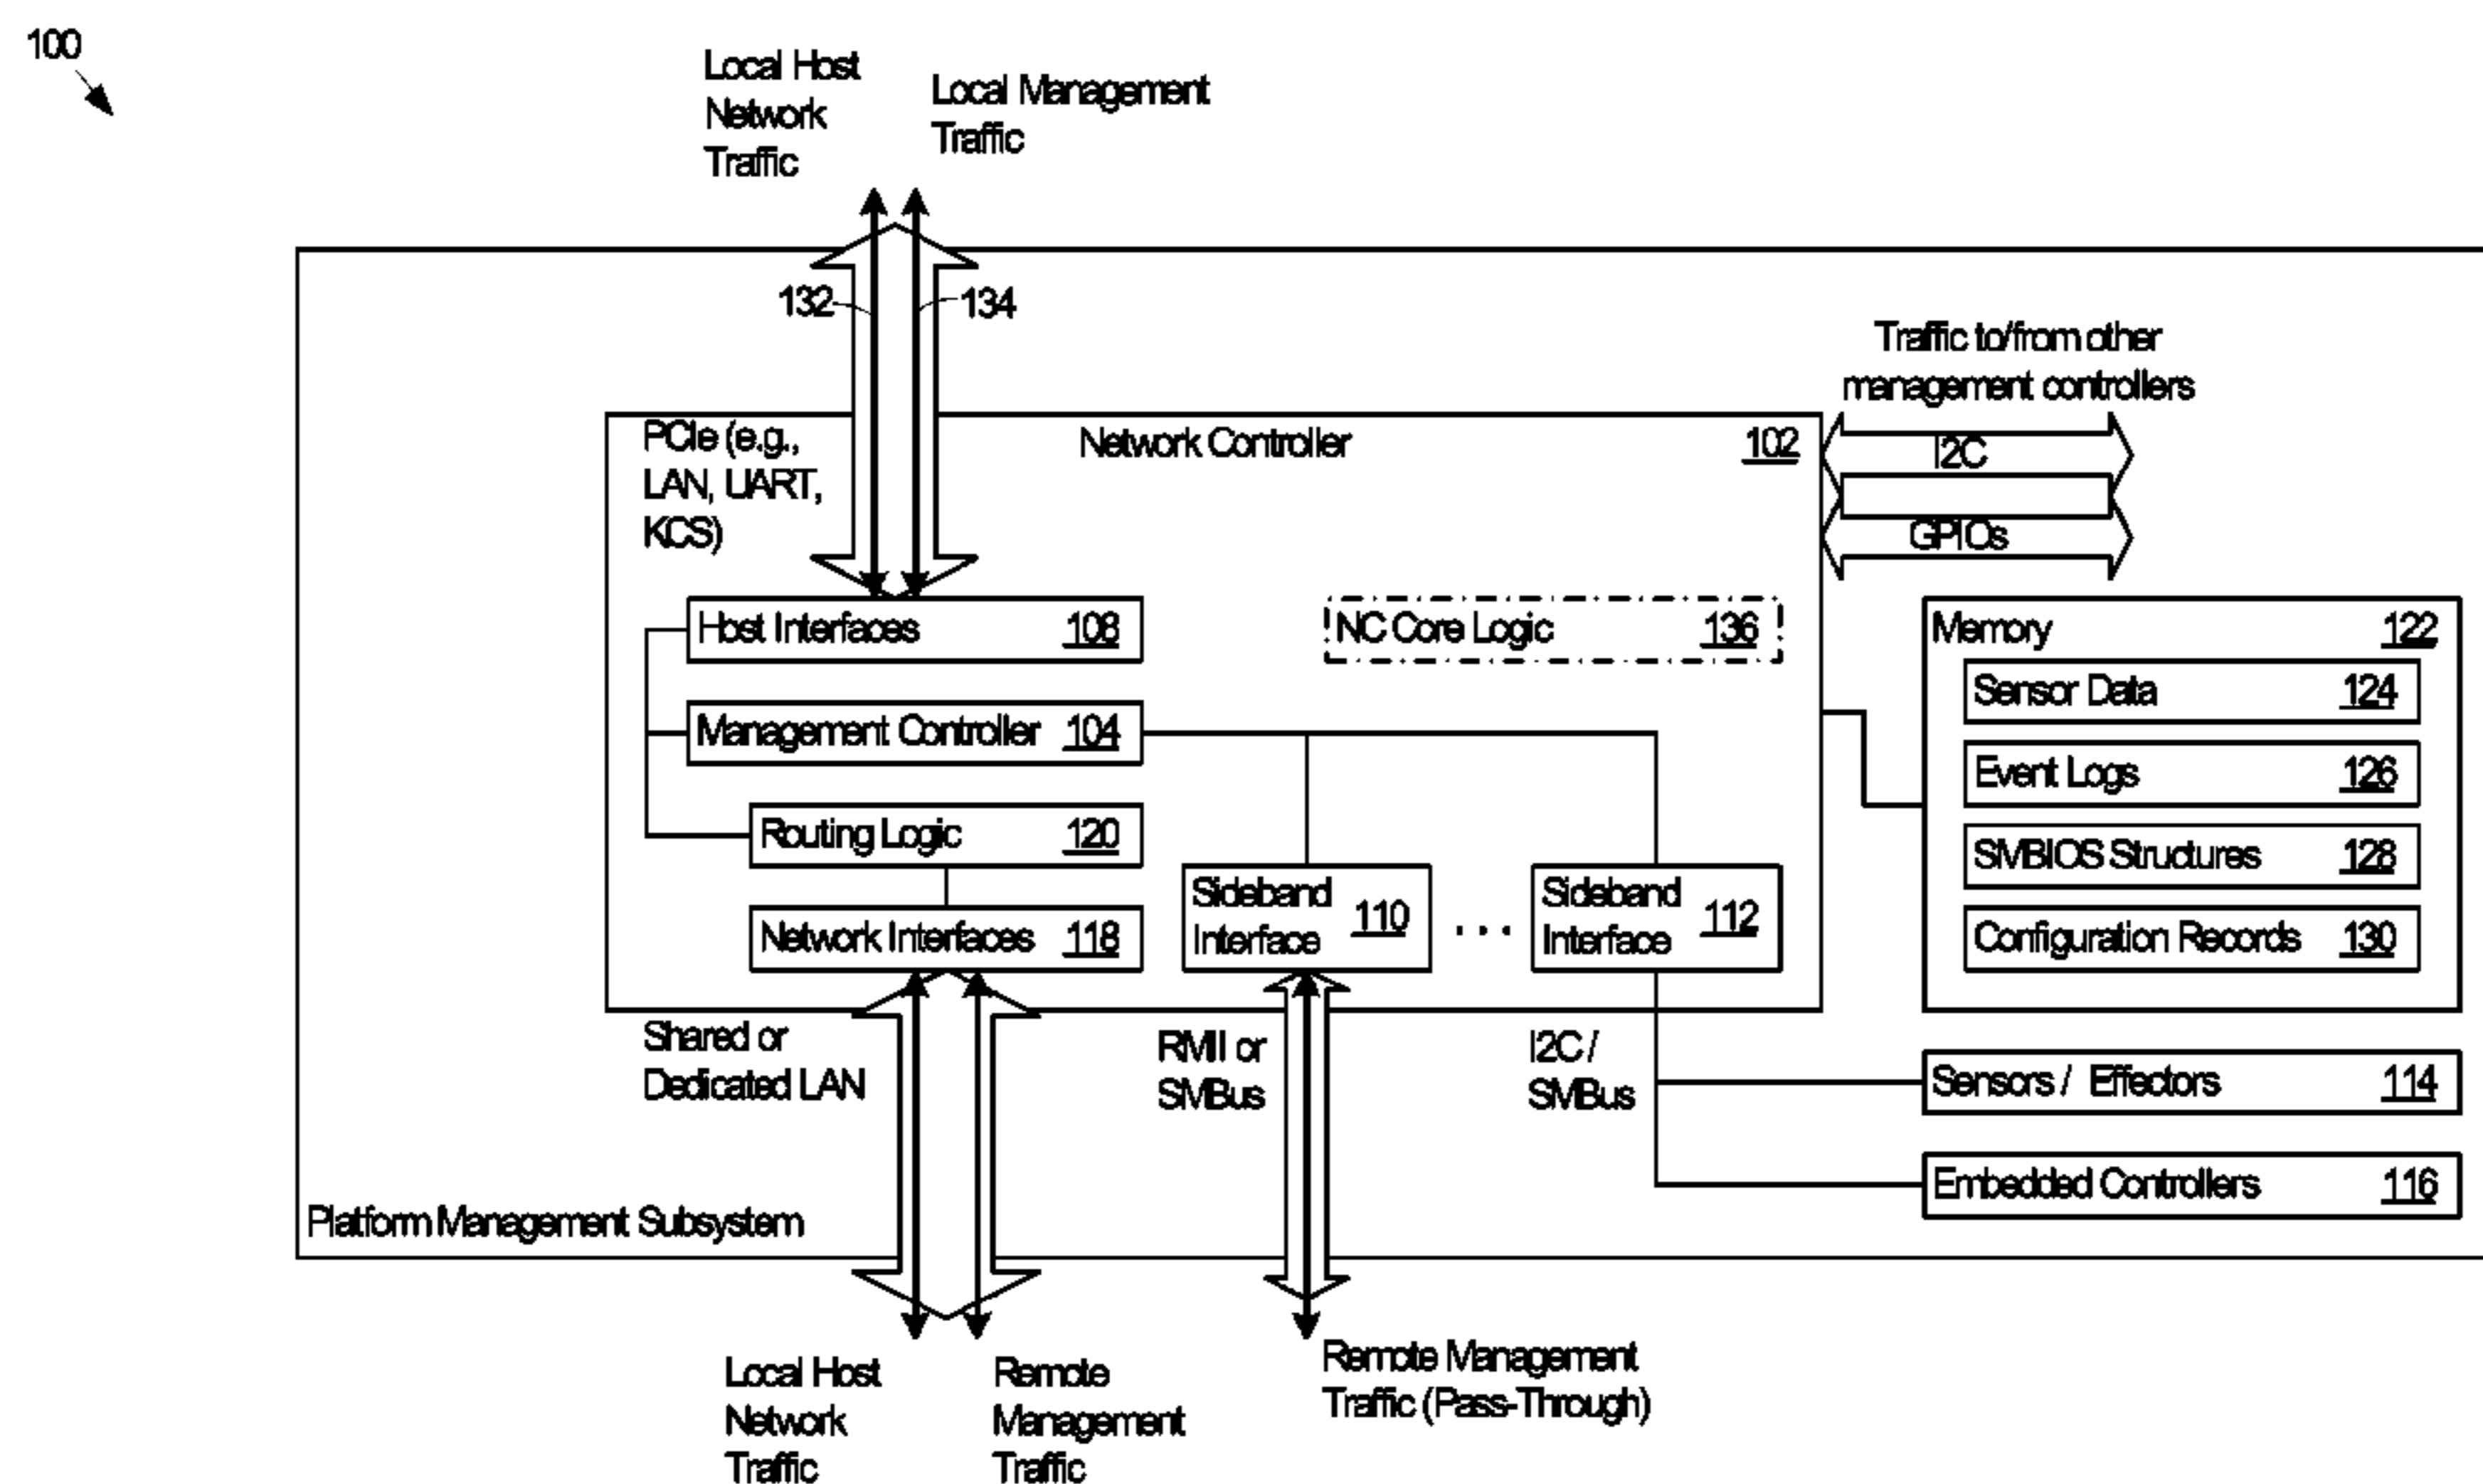 100
Local Host
Network
Traffic
Local Management
Traffic
132
134
Traffic to/from other
management controllers
PCIe (e.g.,
LAN, UART,
KCS)
Network Controller 102
I2C
GPIOs
Host Interfaces 108
NC Core Logic 136
Memory 122
Sensor Data 124
Management Controller 104
Event Logs 126
Routing Logic 120
SMBIOS Structures 128
Sideband
Interface 110
...
Sideband
Interface 112
Network Interfaces 118
Configuration Records 130
Shared or
Dedicated LAN
RMII or
SMBus
I2C /
SMBus
Sensors / Effectors 114
Embedded Controllers 116
Platform Management Subsystem
Local Host
Network
Traffic
Remote
Management
Traffic
Remote Management
Traffic (Pass-Through)